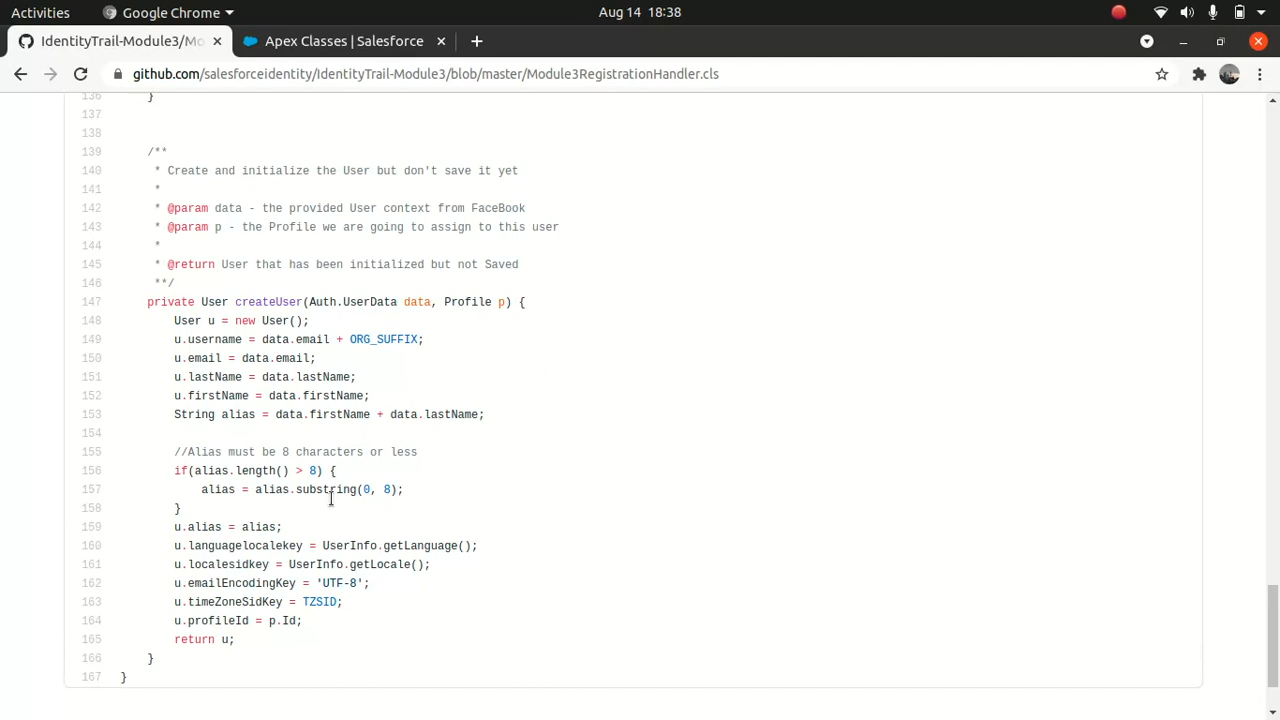 Activities
Google Chrome
Aug 14 18:38
IdentityTrail-Module3/Mo
Apex Classes | Salesforce
github.com/salesforceidentity/IdentityTrail-Module3/blob/master/Module3RegistrationHandler.cls
136 }
137
138
139 /**
140 * Create and initialize the User but don't save it yet
141 *
142 * @param data - the provided User context from FaceBook
143 * @param p - the Profile we are going to assign to this user
144 *
145 * @return User that has been initialized but not Saved
146 **/
147 private User createUser(Auth.UserData data, Profile p) {
148 User u = new User();
149 u.username = data.email + ORG_SUFFIX;
150 u.email = data.email;
151 u.lastName = data.lastName;
152 u.firstName = data.firstName;
153 String alias = data.firstName + data.lastName;
154
155 //Alias must be 8 characters or less
156 if(alias.length() > 8) {
157 alias = alias.substring(0, 8);
158 }
159 u.alias = alias;
160 u.languagelocalekey = UserInfo.getLanguage();
161 u.localesidkey = UserInfo.getLocale();
162 u.emailEncodingKey = 'UTF-8';
163 u.timeZoneSidKey = TZSID;
164 u.profileId = p.Id;
165 return u;
166 }
167 }